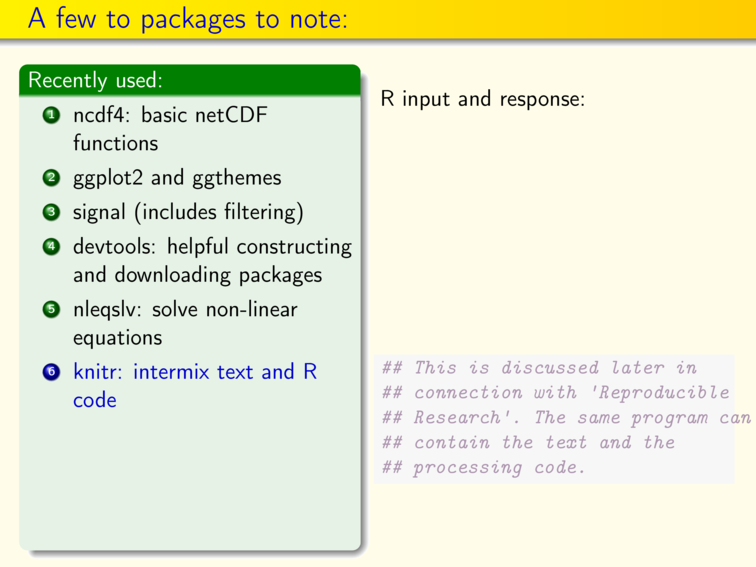 A few to packages to note:
Recently used:
1 ncdf4: basic netCDF
functions
2 ggplot2 and ggthemes
3 signal (includes filtering)
4 devtools: helpful constructing
and downloading packages
5 nleqslv: solve non-linear
equations
6 knitr: intermix text and R
code
R input and response:
## This is discussed later in
## connection with 'Reproducible
## Research'. The same program can
## contain the text and the
## processing code.